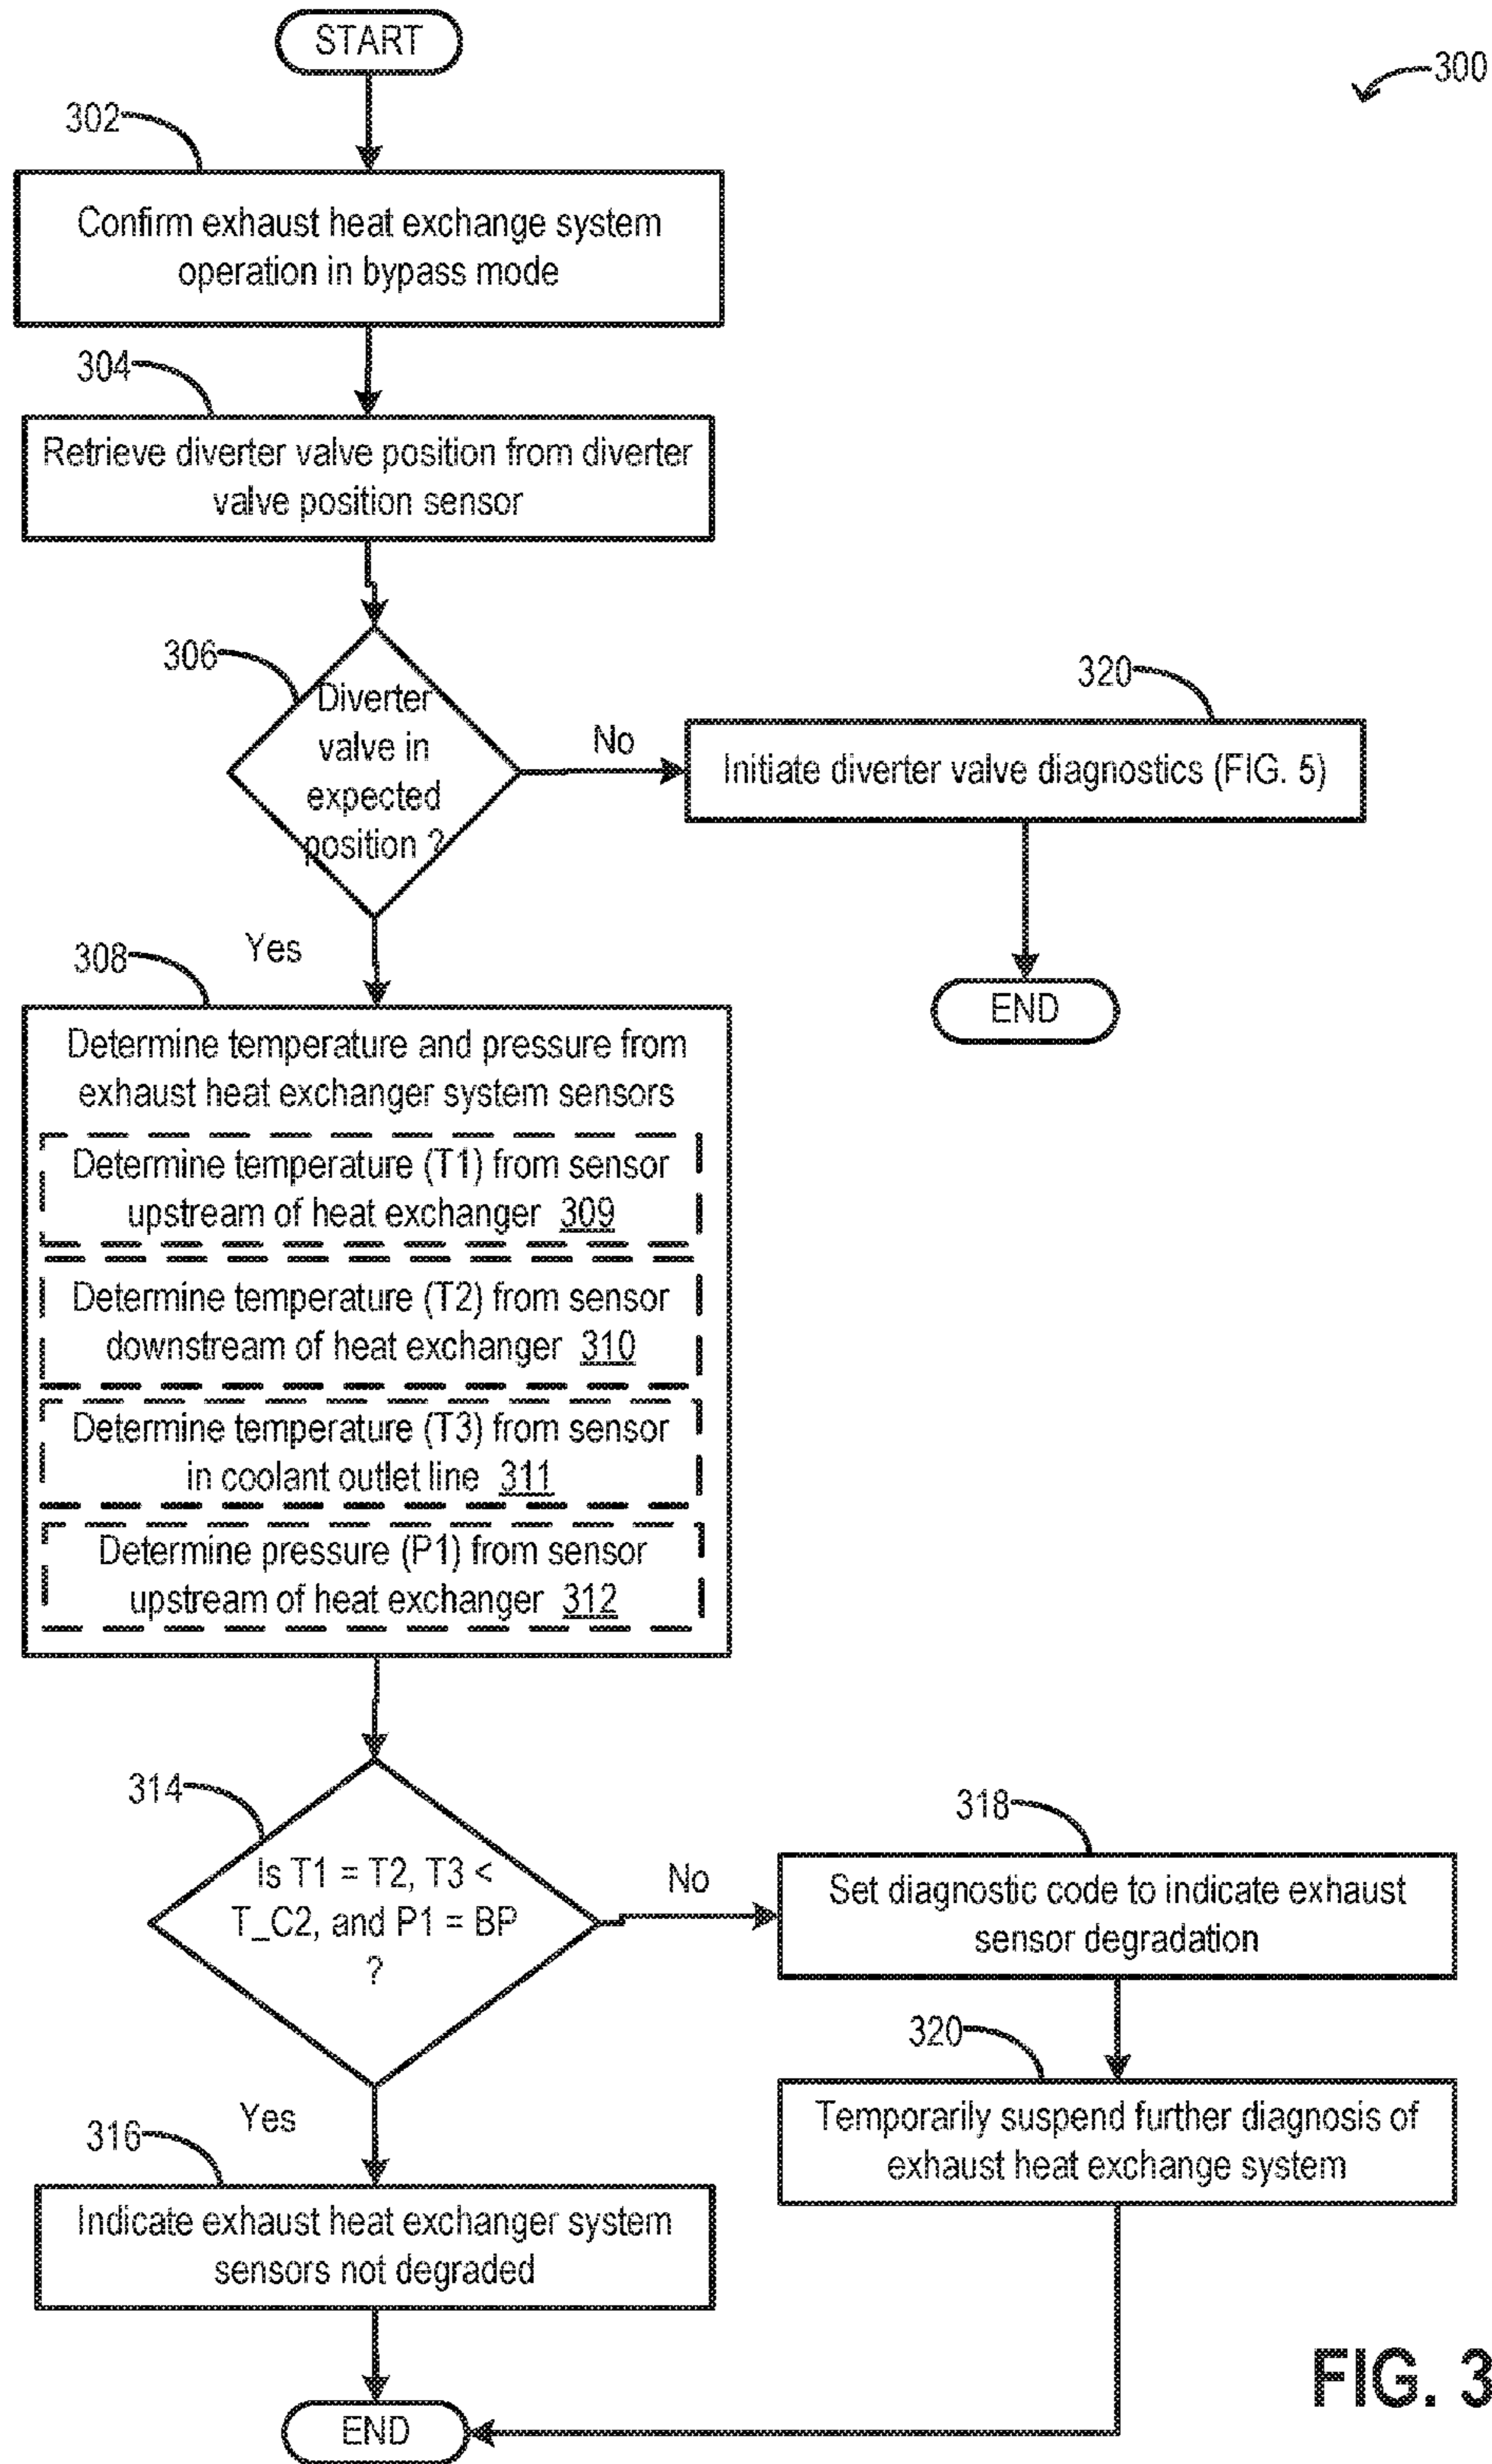 START
300
302
Confirm exhaust heat exchange system
operation in bypass mode
304
Retrieve diverter valve position from diverter
valve position sensor
306
Diverter
valve in
expected
position ?
No
320
Initiate diverter valve diagnostics (FIG. 5)
END
Yes
308
Determine temperature and pressure from
exhaust heat exchanger system sensors
Determine temperature (T1) from sensor
upstream of heat exchanger 309
Determine temperature (T2) from sensor
downstream of heat exchanger 310
Determine temperature (T3) from sensor
in coolant outlet line 311
Determine pressure (P1) from sensor
upstream of heat exchanger 312
314
Is T1 = T2, T3 <
T_C2, and P1 = BP
?
No
318
Set diagnostic code to indicate exhaust
sensor degradation
320
Temporarily suspend further diagnosis of
exhaust heat exchange system
Yes
316
Indicate exhaust heat exchanger system
sensors not degraded
END
FIG. 3